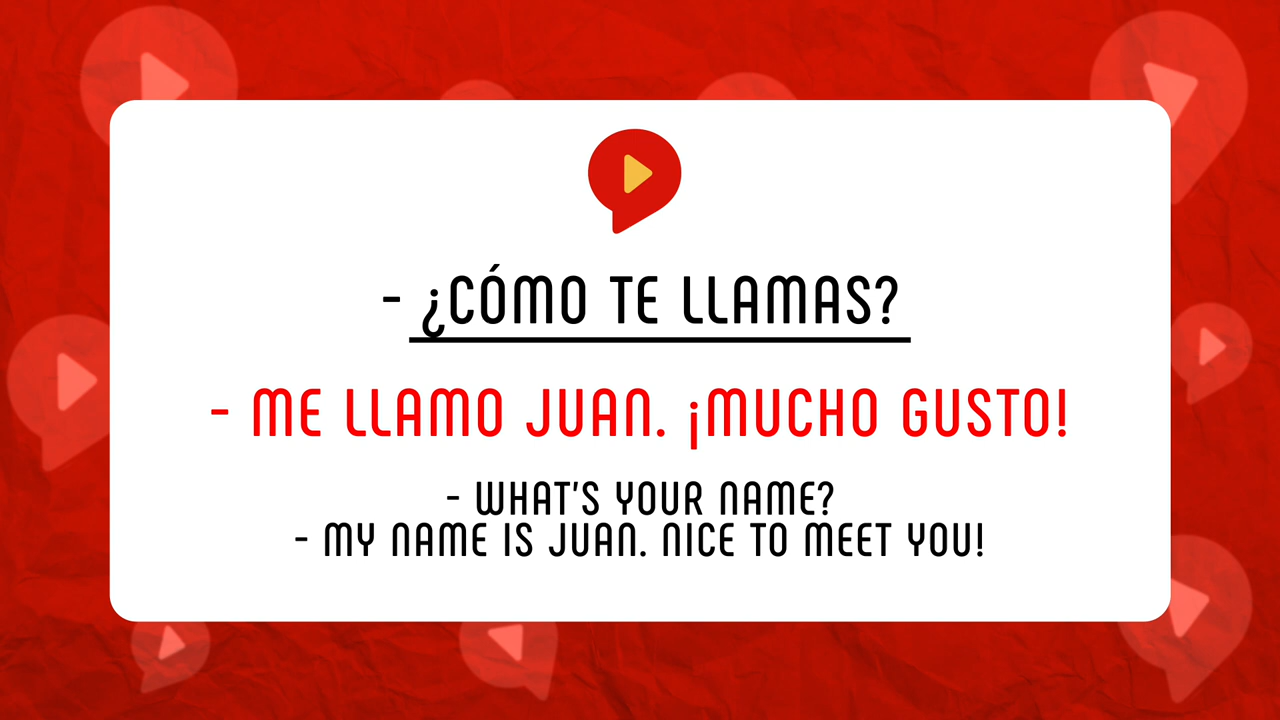 - ¿CÓMO TE LLAMAS?
- ME LLAMO JUAN. ¡MUCHO GUSTO!
- WHAT'S YOUR NAME?
- MY NAME IS JUAN. NICE TO MEET YOU!